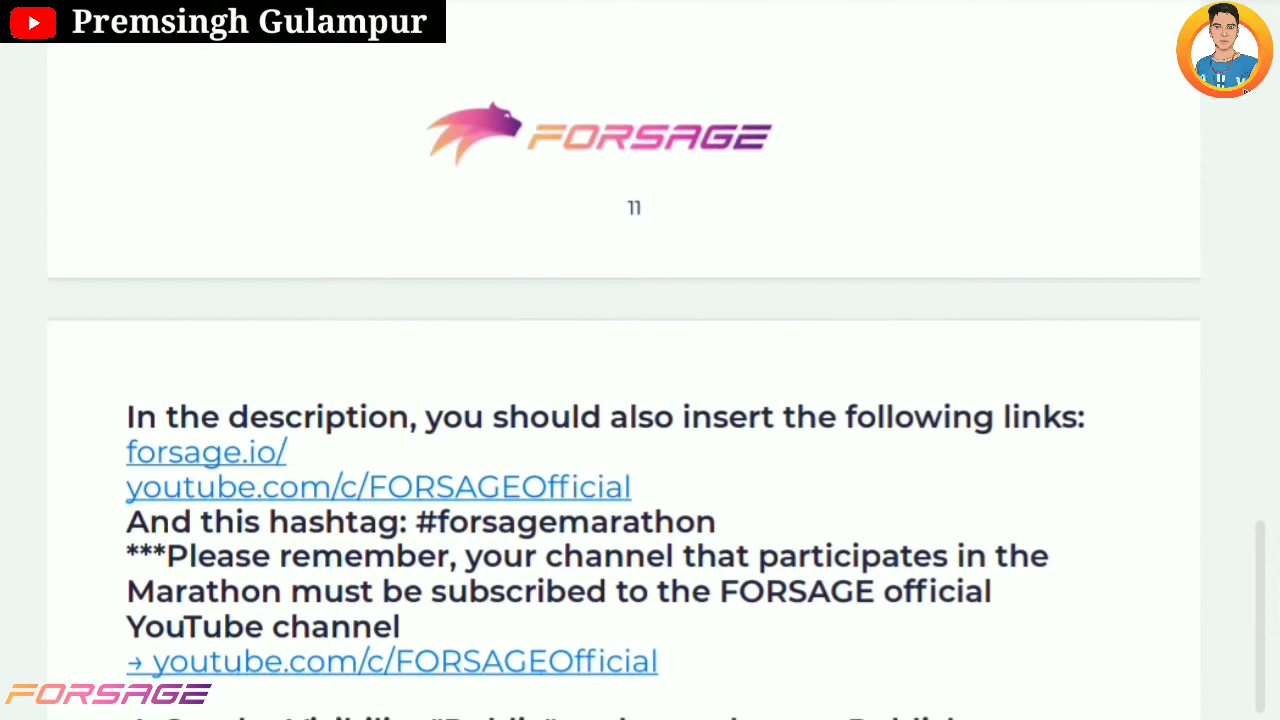 Premsingh Gulampur
FORSAGE
11
In the description, you should also insert the following links:
forsage.io/
youtube.com/c/FORSAGEOfficial
And this hashtag: #forsagemarathon
***Please remember, your channel that participates in the
Marathon must be subscribed to the FORSAGE official
YouTube channel
→ youtube.com/c/FORSAGEOfficial
FORSAGE